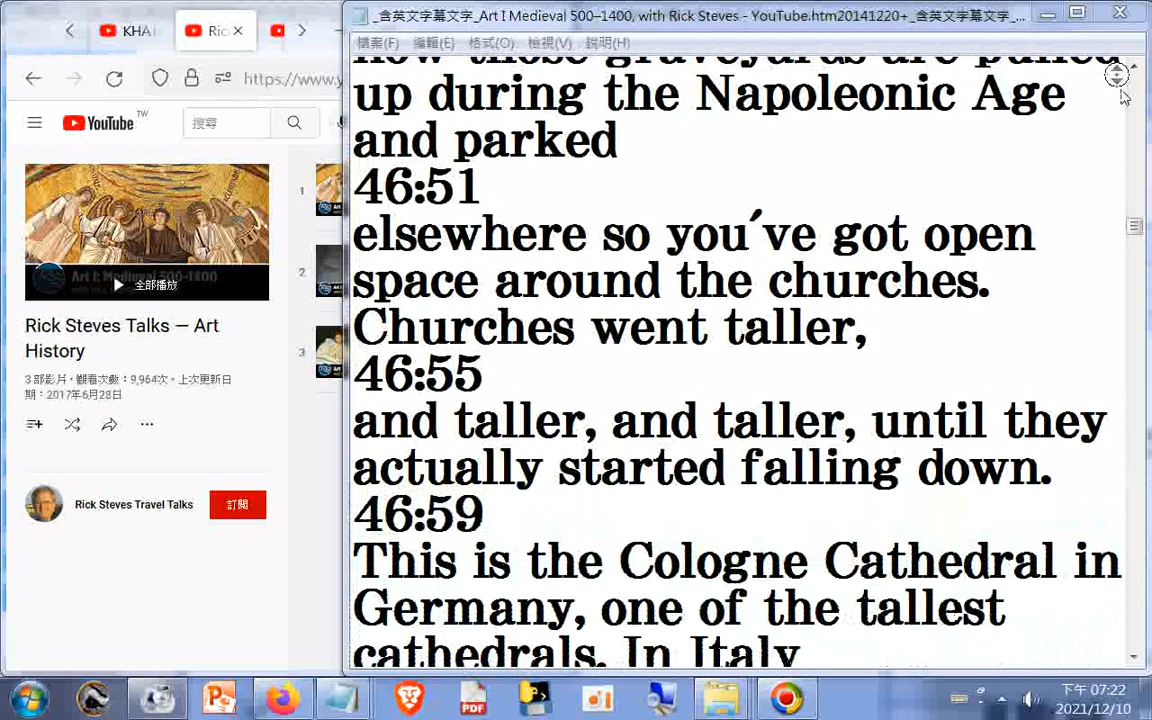 KHA
Ric
https://www.y
YouTube TW
搜尋
Art I: Medieval 500-1400
全部播放
Rick Steves Talks — Art
History
3 部影片•觀看次數：9,964次•上次更新日
期：2017年6月28日
Rick Steves Travel Talks
訂閱
1
2
3
_含英文字幕文字_Art I Medieval 500–1400, with Rick Steves - YouTube.htm20141220+_含英文字幕文字_...
檔案(F) 編輯(E) 格式(O) 檢視(V) 說明(H)
how those graveyards are pulled
up during the Napoleonic Age
and parked
46:51
elsewhere so you've got open
space around the churches.
Churches went taller,
46:55
and taller, and taller, until they
actually started falling down.
46:59
This is the Cologne Cathedral in
Germany, one of the tallest
cathedrals. In Italy
PDF
下午 07:22
2021/12/10